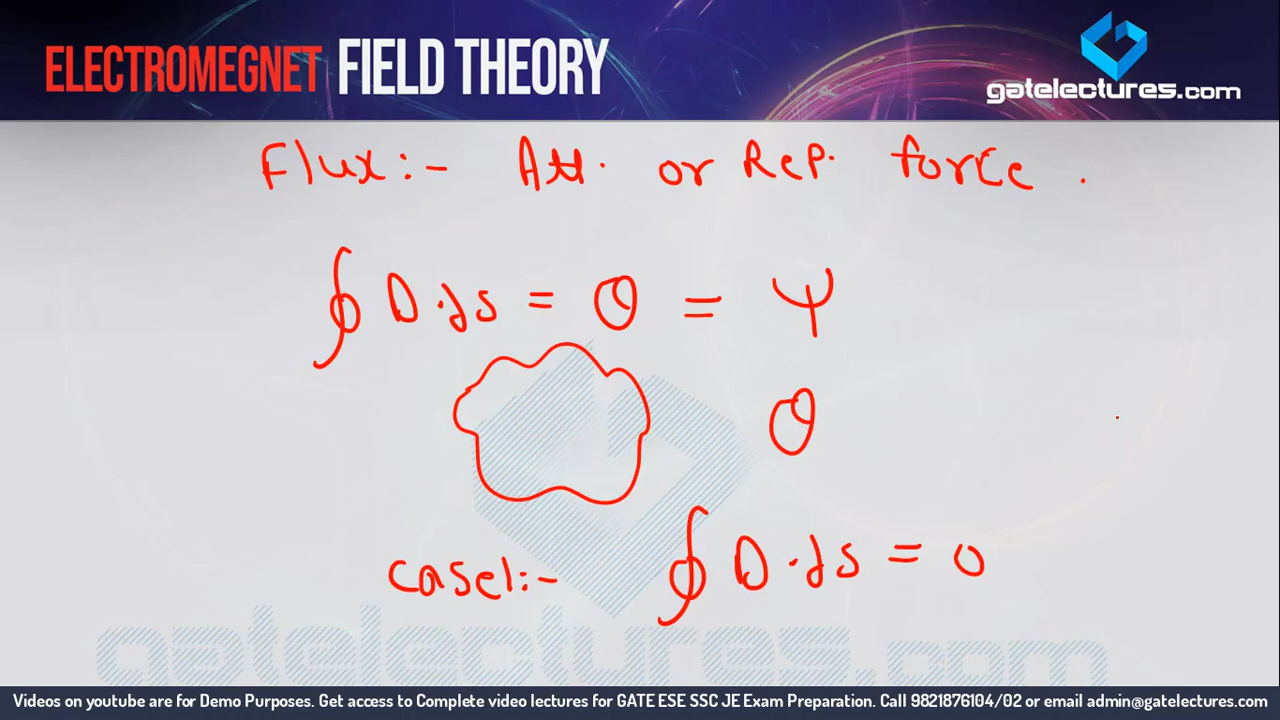 ELECTROMEGNET FIELD THEORY
gatelectures.com
Flux:- Att. or Rep. force.
∮ D.ds = Q = Ψ
Q
Case1:- ∮ D.ds = 0
gatelectures.com
Videos on youtube are for Demo Purposes. Get access to Complete video lectures for GATE ESE SSC JE Exam Preparation. Call 9821876104/02 or email admin@gatelectures.com